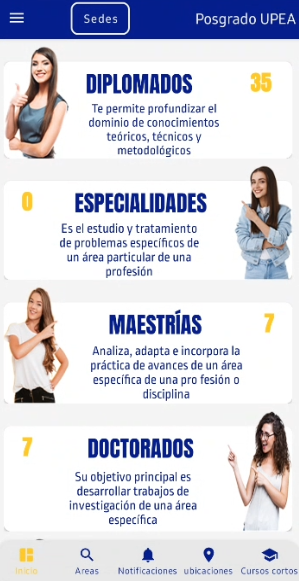 Sedes
Posgrado UPEA
DIPLOMADOS
35
Te permite profundizar el
dominio de conocimientos
teóricos, técnicos y
metodológicos
0
ESPECIALIDADES
Es el estudio y tratamiento
de problemas específicos de
un área particular de una
profesión
MAESTRÍAS
7
Analiza, adapta e incorpora la
práctica de avances de un área
específica de una pro fesión o
disciplina
7
DOCTORADOS
Su objetivo principal es
desarrollar trabajos de
investigación de una área
específica
Inicio
Areas
Notificaciones
ubicaciones
Cursos cortos